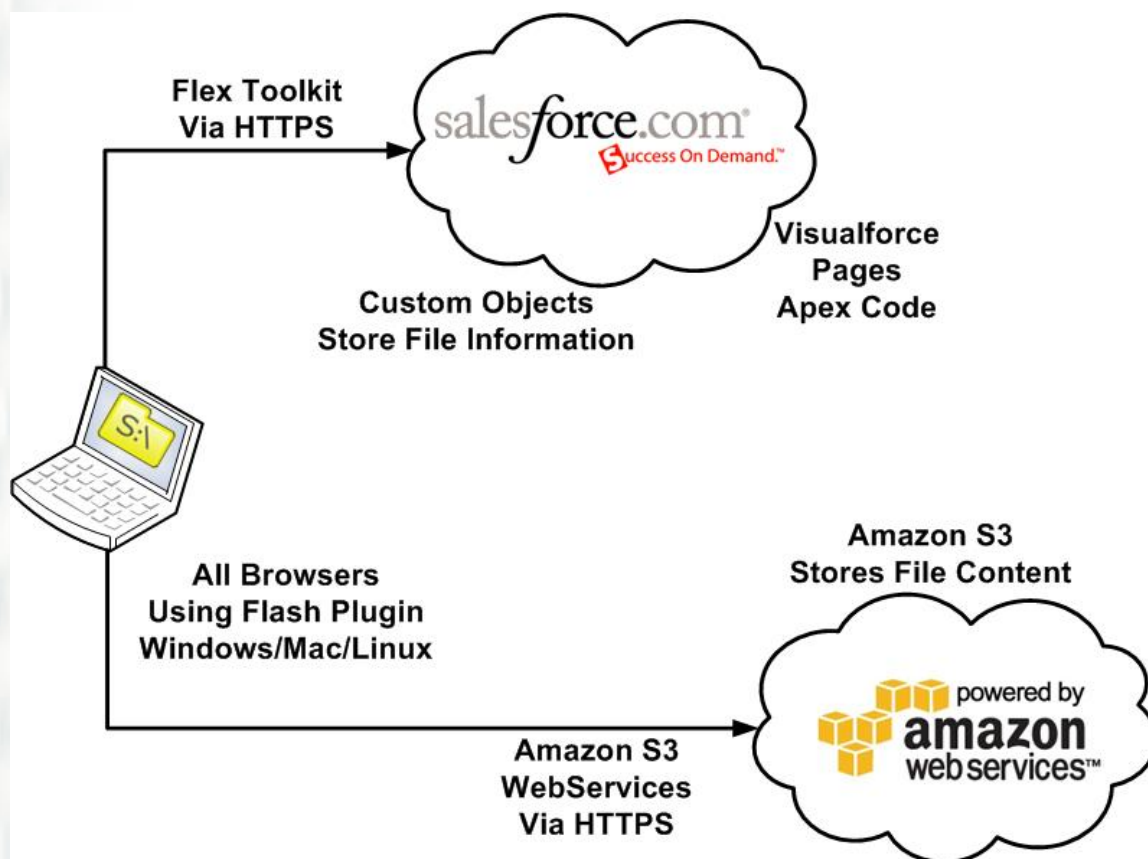 Flex Toolkit
Via HTTPS
salesforce.com®
Success On Demand.™
Visualforce
Pages
Apex Code
Custom Objects
Store File Information
S:\
All Browsers
Using Flash Plugin
Windows/Mac/Linux
Amazon S3
Stores File Content
powered by
amazon
webservices™
Amazon S3
WebServices
Via HTTPS